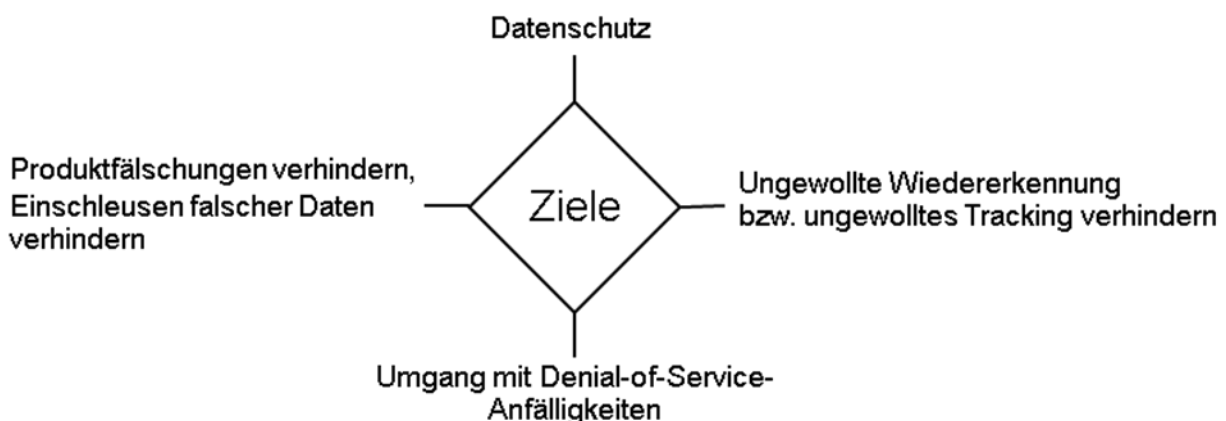 Datenschutz
Produktfälschungen verhindern,
Einschleusen falscher Daten
verhindern
Ziele
Ungewollte Wiedererkennung
bzw. ungewolltes Tracking verhindern
Umgang mit Denial-of-Service-
Anfälligkeiten